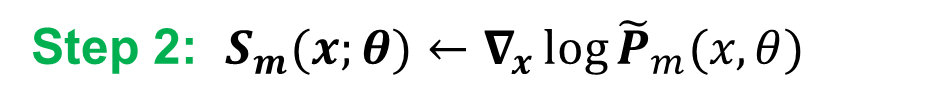 Step 2: S_m(x; θ) ← ∇_x log P̃_m(x, θ)